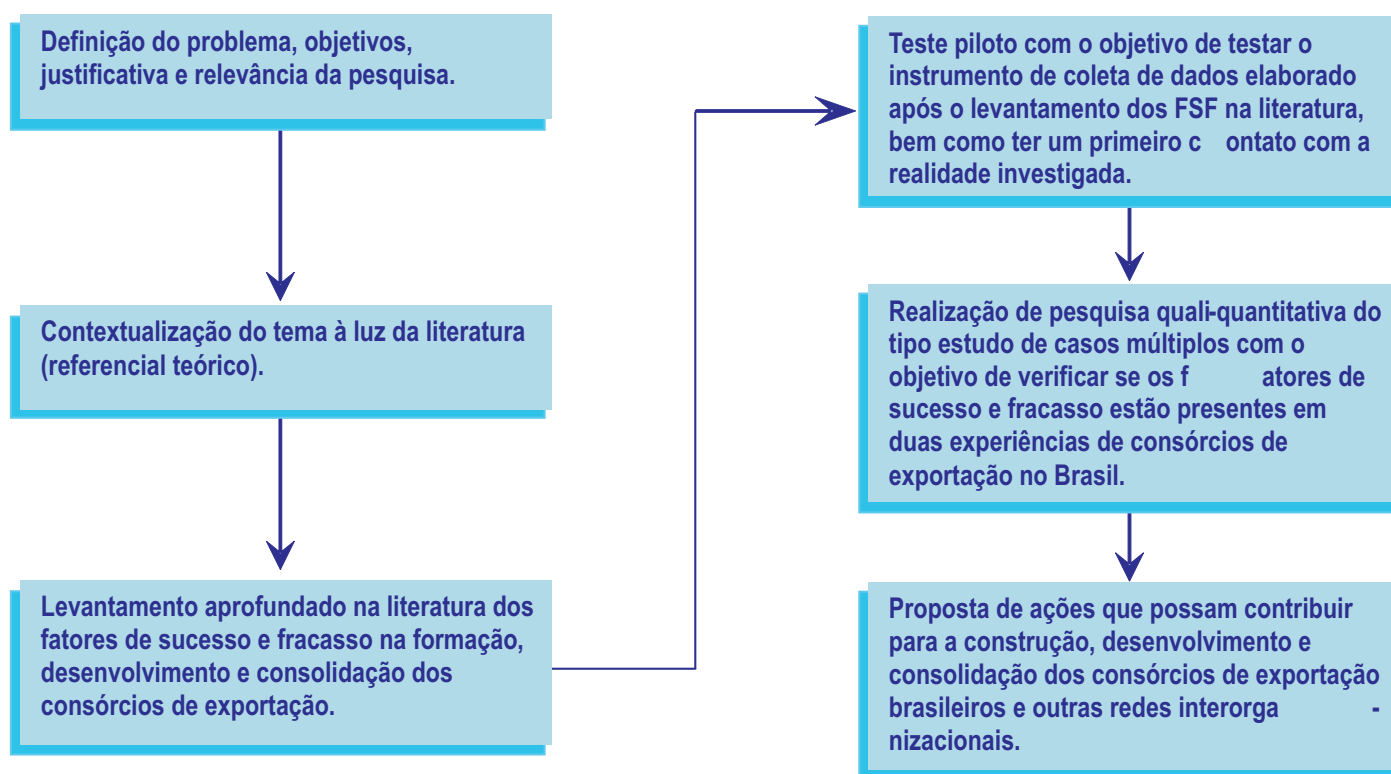 Definição do problema, objetivos,
justificativa e relevância da pesquisa.
Contextualização do tema à luz da literatura
(referencial teórico).
Levantamento aprofundado na literatura dos
fatores de sucesso e fracasso na formação,
desenvolvimento e consolidação dos
consórcios de exportação.
Teste piloto com o objetivo de testar o
instrumento de coleta de dados elaborado
após o levantamento dos FSF na literatura,
bem como ter um primeiro c ontato com a
realidade investigada.
Realização de pesquisa quali-quantitativa do
tipo estudo de casos múltiplos com o
objetivo de verificar se os f atores de
sucesso e fracasso estão presentes em
duas experiências de consórcios de
exportação no Brasil.
Proposta de ações que possam contribuir
para a construção, desenvolvimento e
consolidação dos consórcios de exportação
brasileiros e outras redes interorga -
nizacionais.